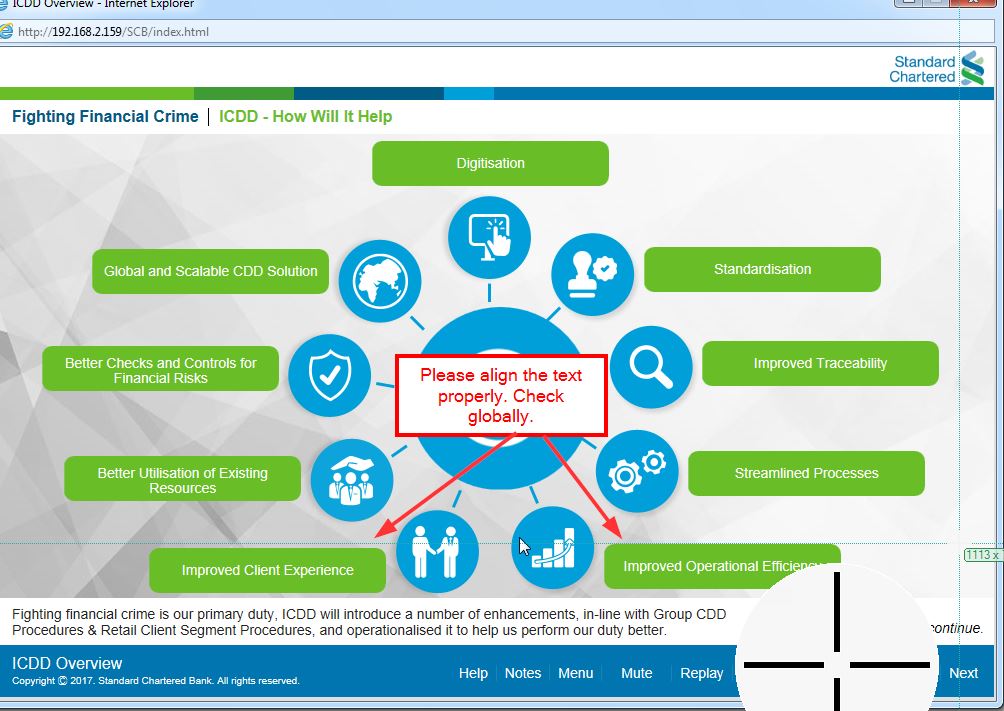 ICDD Overview - Internet Explorer
http://192.168.2.159/SCB/index.html
Standard
Chartered
Fighting Financial Crime | ICDD - How Will It Help
Digitisation
Global and Scalable CDD Solution
Standardisation
Better Checks and Controls for
Financial Risks
Improved Traceability
Please align the text
properly. Check
globally.
Better Utilisation of Existing
Resources
Streamlined Processes
Improved Client Experience
Improved Operational Efficiency
1113 x
Fighting financial crime is our primary duty, ICDD will introduce a number of enhancements, in-line with Group CDD
Procedures & Retail Client Segment Procedures, and operationalised it to help us perform our duty better.
continue.
ICDD Overview
Copyright © 2017. Standard Chartered Bank. All rights reserved.
Help Notes Menu Mute Replay Next